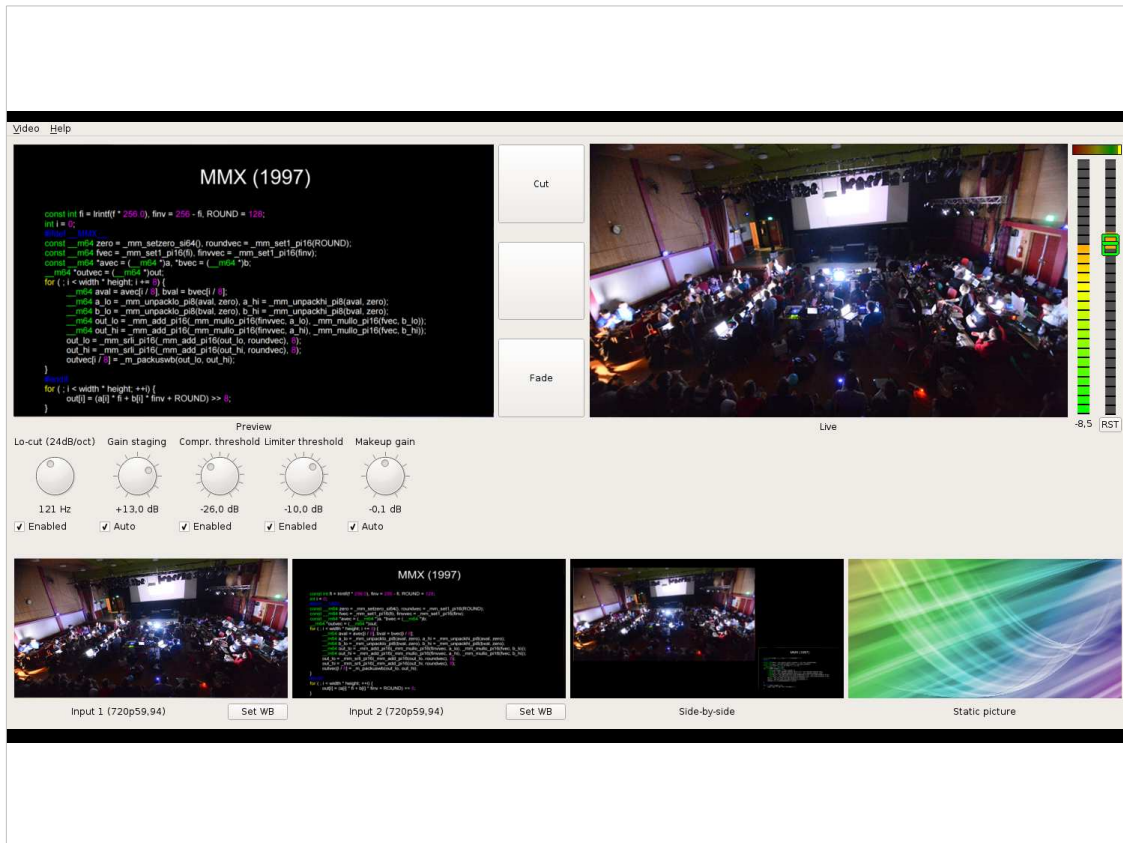 Video Help
MMX (1997)
const int fi = lrintf(f * 256.0), finv = 256 - fi, ROUND = 128;
int i = 0;
const __m64 zero = _mm_setzero_si64(), roundvec = _mm_set1_pi16(ROUND);
const __m64 fvec = _mm_set1_pi16(fi), finvvec = _mm_set1_pi16(finv);
const __m64 *avec = (__m64 *)a, *bvec = (__m64 *)b;
__m64 *outvec = (__m64 *)out;
for ( ; i < width * height; i += 8) {
__m64 aval = avec[i / 8], bval = bvec[i / 8];
__m64 a_lo = _mm_unpacklo_pi8(aval, zero), a_hi = _mm_unpackhi_pi8(aval, zero);
__m64 b_lo = _mm_unpacklo_pi8(bval, zero), b_hi = _mm_unpackhi_pi8(bval, zero);
__m64 out_lo = _mm_add_pi16(_mm_mullo_pi16(finvvec, a_lo), _mm_mullo_pi16(fvec, b_lo));
__m64 out_hi = _mm_add_pi16(_mm_mullo_pi16(finvvec, a_hi), _mm_mullo_pi16(fvec, b_hi));
out_lo = _mm_srli_pi16(_mm_add_pi16(out_lo, roundvec), 8);
out_hi = _mm_srli_pi16(_mm_add_pi16(out_hi, roundvec), 8);
outvec[i / 8] = _m_packuswb(out_lo, out_hi);
}
#endif
for ( ; i < width * height; ++i) {
out[i] = (a[i] * fi + b[i] * finv + ROUND) >> 8;
}
Cut
Fade
Preview
Live
-8,5 RST
Lo-cut (24dB/oct) Gain staging Compr. threshold Limiter threshold Makeup gain
121 Hz +13,0 dB -26,0 dB -10,0 dB -0,1 dB
Enabled Auto Enabled Enabled Auto
MMX (1997)
Input 1 (720p59,94) Set WB Input 2 (720p59,94) Set WB Side-by-side Static picture